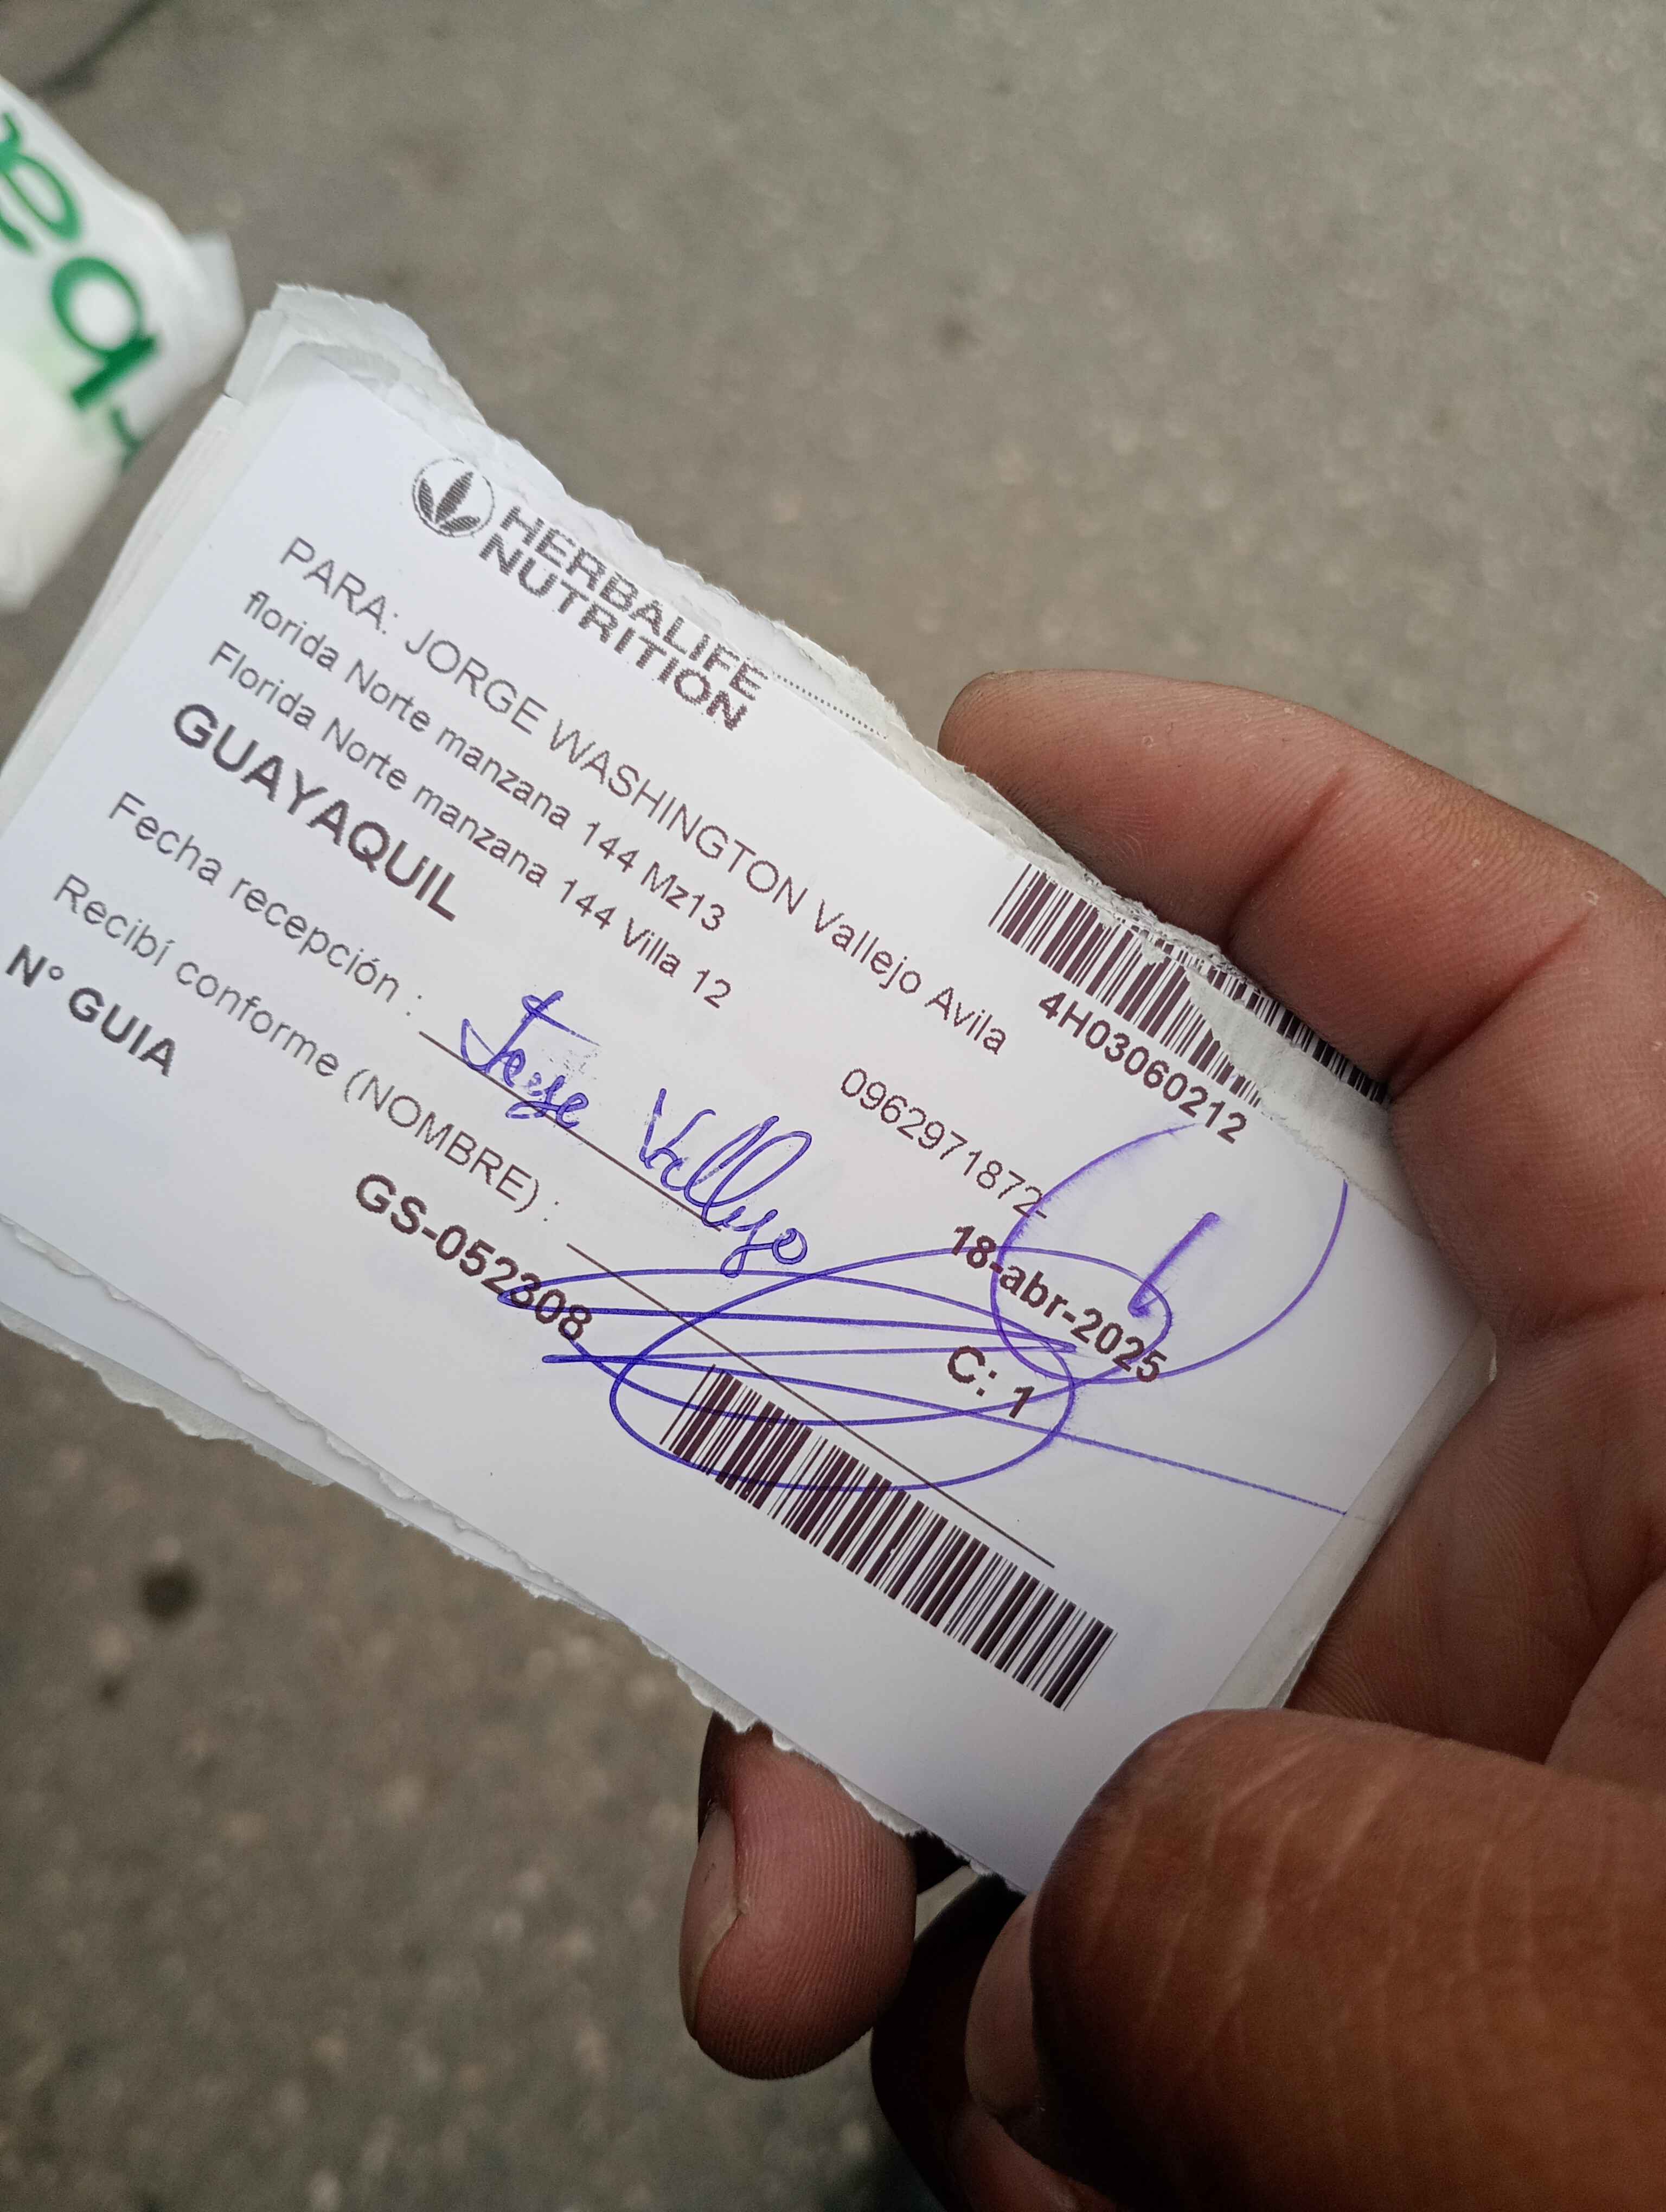 HERBALIFE
NUTRITION
4H03060212
PARA: JORGE WASHINGTON Vallejo Avila
florida Norte manzana 144 Mz13
Florida Norte manzana 144 Villa 12
0962971872-
GUAYAQUIL
18-abr-2025
Fecha recepción :
Jorge Vallejo
C: 1
Recibí conforme (NOMBRE) :
N° GUIA
GS-052308